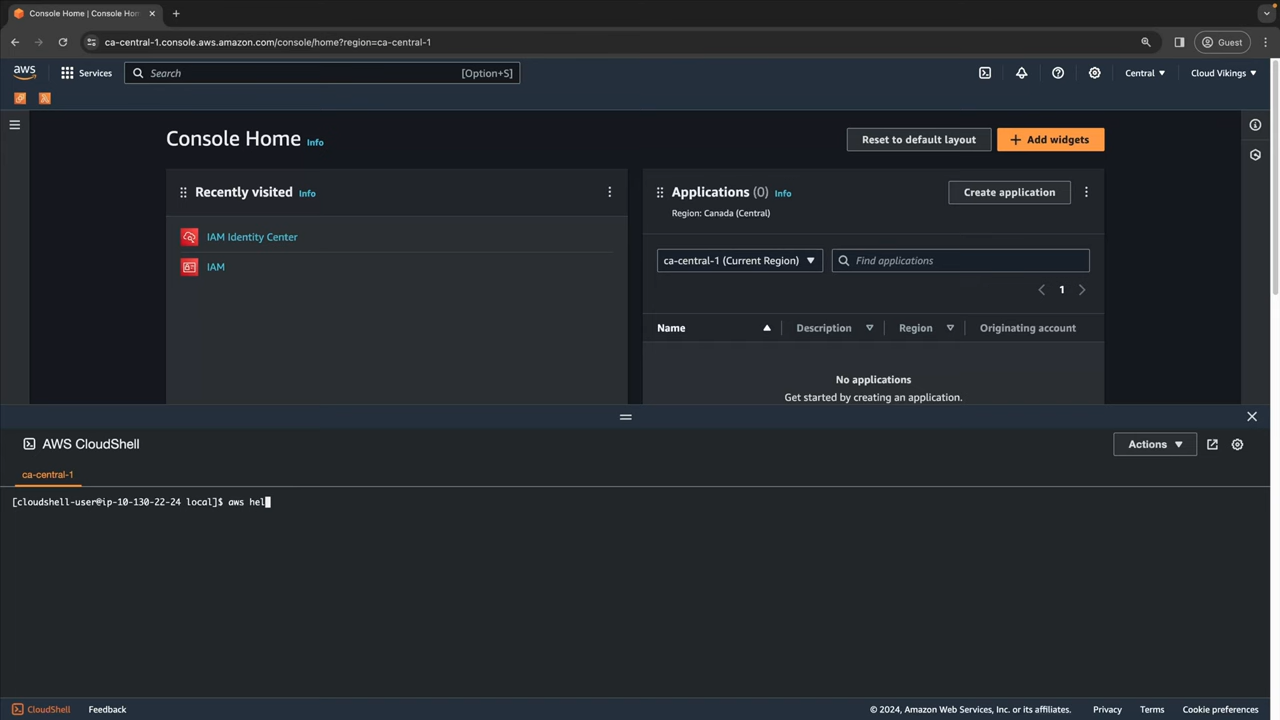 Console Home | Console Hom
ca-central-1.console.aws.amazon.com/console/home?region=ca-central-1
Guest
aws
Services
Search
[Option+S]
Central
Cloud Vikings
Console Home
Info
Reset to default layout
Add widgets
Recently visited
Info
IAM Identity Center
IAM
Applications (0)
Info
Region: Canada (Central)
Create application
ca-central-1 (Current Region)
Find applications
1
Name
Description
Region
Originating account
No applications
Get started by creating an application.
AWS CloudShell
Actions
ca-central-1
[cloudshell-user@ip-10-130-22-24 local]$ aws hel
CloudShell
Feedback
© 2024, Amazon Web Services, Inc. or its affiliates.
Privacy
Terms
Cookie preferences